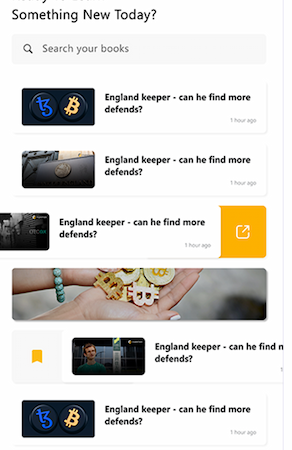 Something New Today?
Search your books
England keeper - can he find more
defends?
1 hour ago
England keeper - can he find more
defends?
1 hour ago
England keeper - can he find more
defends?
1 hour ago
England keeper - can he find m
defends?
1
England keeper - can he find more
defends?
1 hour ago